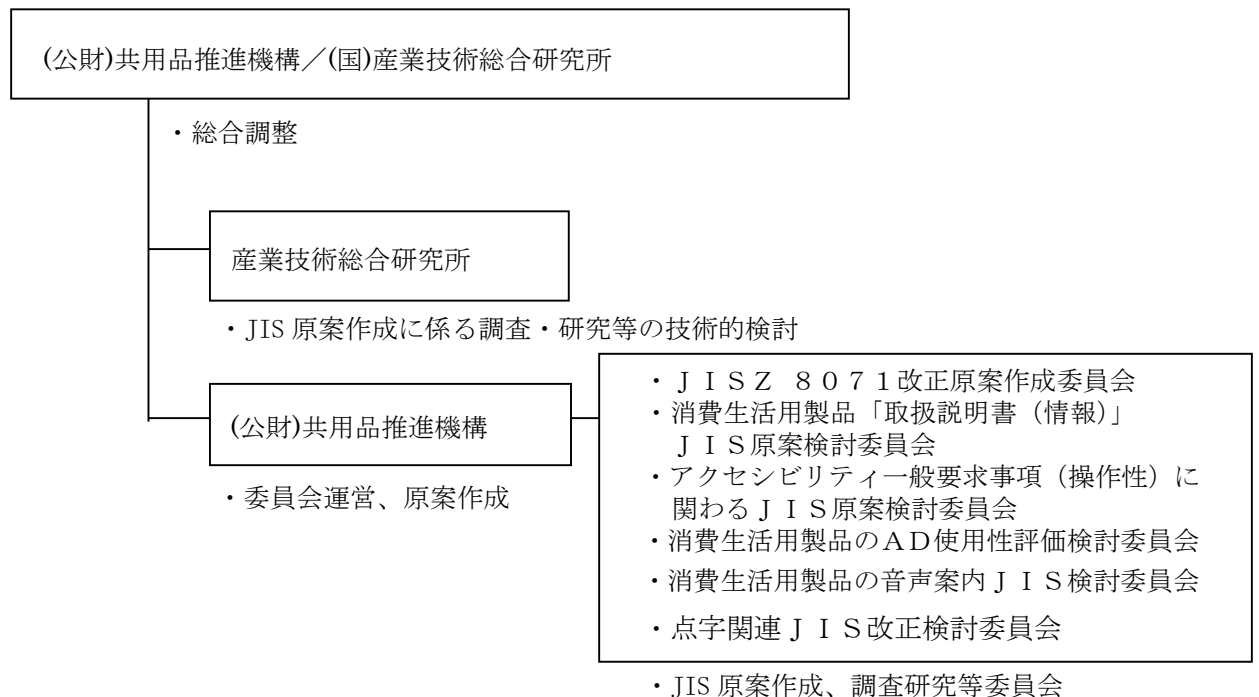 (公財)共用品推進機構／(国)産業技術総合研究所
・総合調整
産業技術総合研究所
・JIS 原案作成に係る調査・研究等の技術的検討
(公財)共用品推進機構
・委員会運営、原案作成
・ＪＩＳＺ ８０７１改正原案作成委員会
・消費生活用製品「取扱説明書（情報）」
ＪＩＳ原案検討委員会
・アクセシビリティ一般要求事項（操作性）に
関わるＪＩＳ原案検討委員会
・消費生活用製品のＡＤ使用性評価検討委員会
・消費生活用製品の音声案内ＪＩＳ検討委員会
・点字関連ＪＩＳ改正検討委員会
・JIS 原案作成、調査研究等委員会